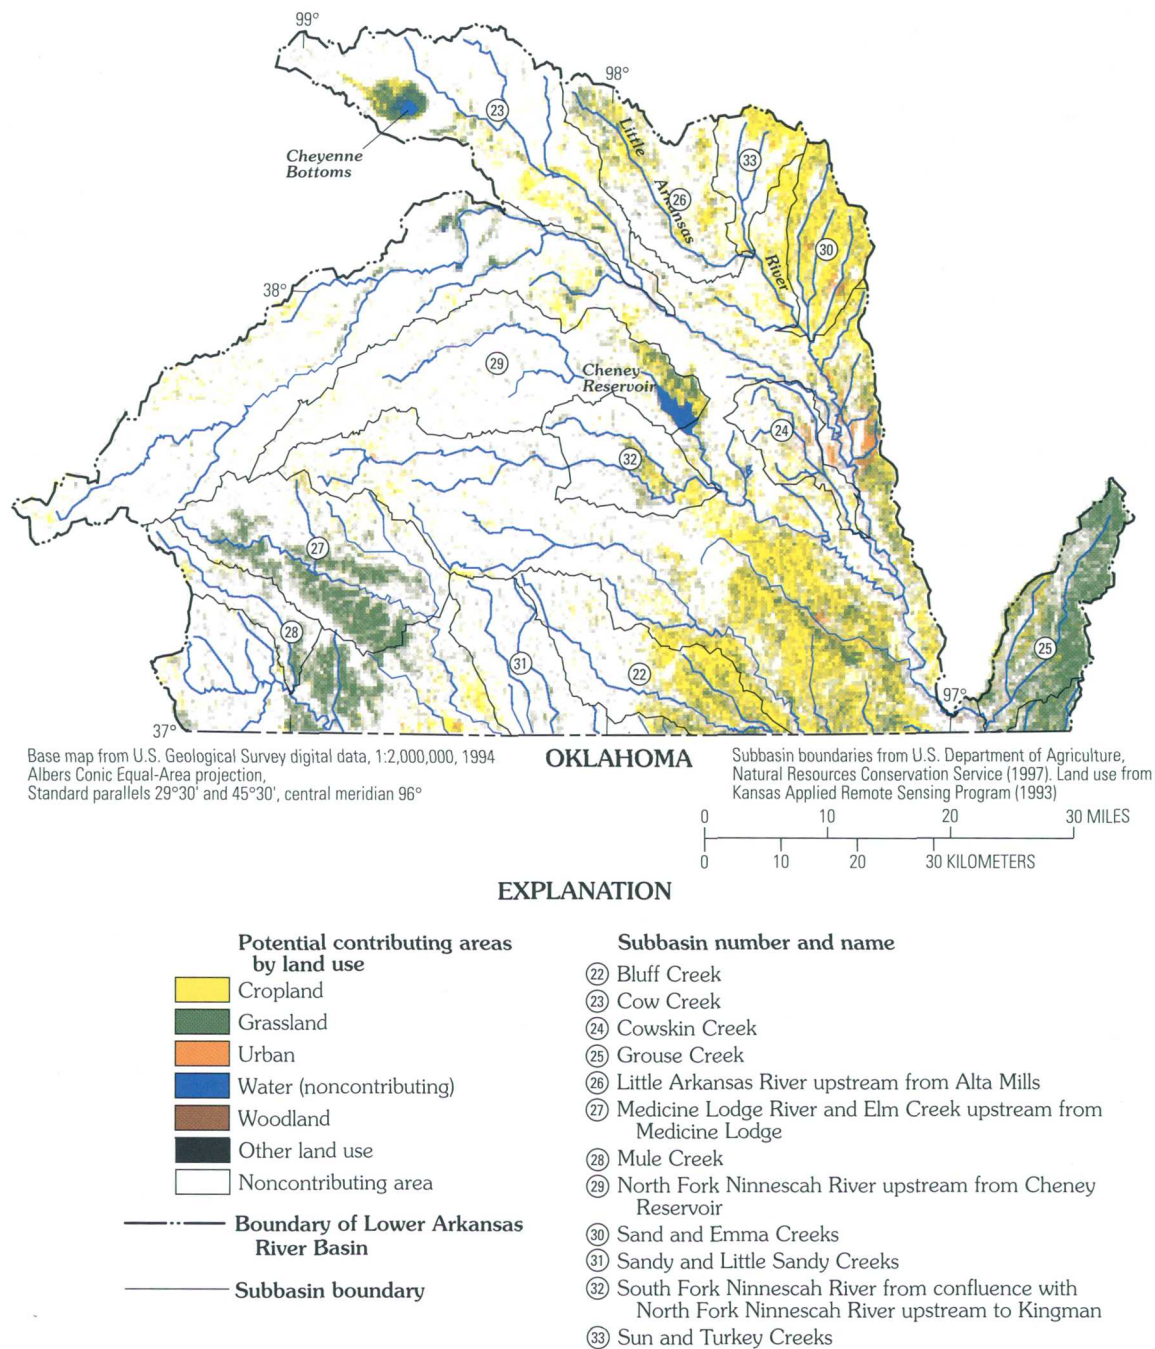 99°
98°
23
Cheyenne
Bottoms
Little
Arkansas
River
33
26
30
38°
29
Cheney
Reservoir
24
32
27
28
31
22
25
97°
37°
Base map from U.S. Geological Survey digital data, 1:2,000,000, 1994
Albers Conic Equal-Area projection,
Standard parallels 29°30' and 45°30', central meridian 96°
OKLAHOMA
Subbasin boundaries from U.S. Department of Agriculture,
Natural Resources Conservation Service (1997). Land use from
Kansas Applied Remote Sensing Program (1993)
0 10 20 30 MILES
0 10 20 30 KILOMETERS
EXPLANATION
Potential contributing areas
by land use
Cropland
Grassland
Urban
Water (noncontributing)
Woodland
Other land use
Noncontributing area
Boundary of Lower Arkansas
River Basin
Subbasin boundary
Subbasin number and name
22 Bluff Creek
23 Cow Creek
24 Cowskin Creek
25 Grouse Creek
26 Little Arkansas River upstream from Alta Mills
27 Medicine Lodge River and Elm Creek upstream from
Medicine Lodge
28 Mule Creek
29 North Fork Ninnescah River upstream from Cheney
Reservoir
30 Sand and Emma Creeks
31 Sandy and Little Sandy Creeks
32 South Fork Ninnescah River from confluence with
North Fork Ninnescah River upstream to Kingman
33 Sun and Turkey Creeks